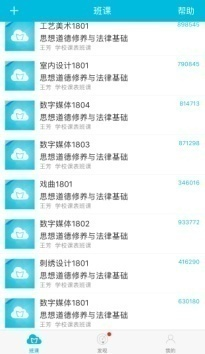 + 班课 帮助
工艺美术1801 898545
思想道德修养与法律基础
王芳 学校课表班课
室内设计1801 790845
思想道德修养与法律基础
王芳 学校课表班课
数字媒体1804 814713
思想道德修养与法律基础
王芳 学校课表班课
数字媒体1803 871298
思想道德修养与法律基础
王芳 学校课表班课
戏曲1801 346016
思想道德修养与法律基础
王芳 学校课表班课
数字媒体1802 933772
思想道德修养与法律基础
王芳 学校课表班课
刺绣设计1801 416290
思想道德修养与法律基础
王芳 学校课表班课
数字媒体1801 630180
思想道德修养与法律基础
王芳 学校课表班课
班课 发现 我的